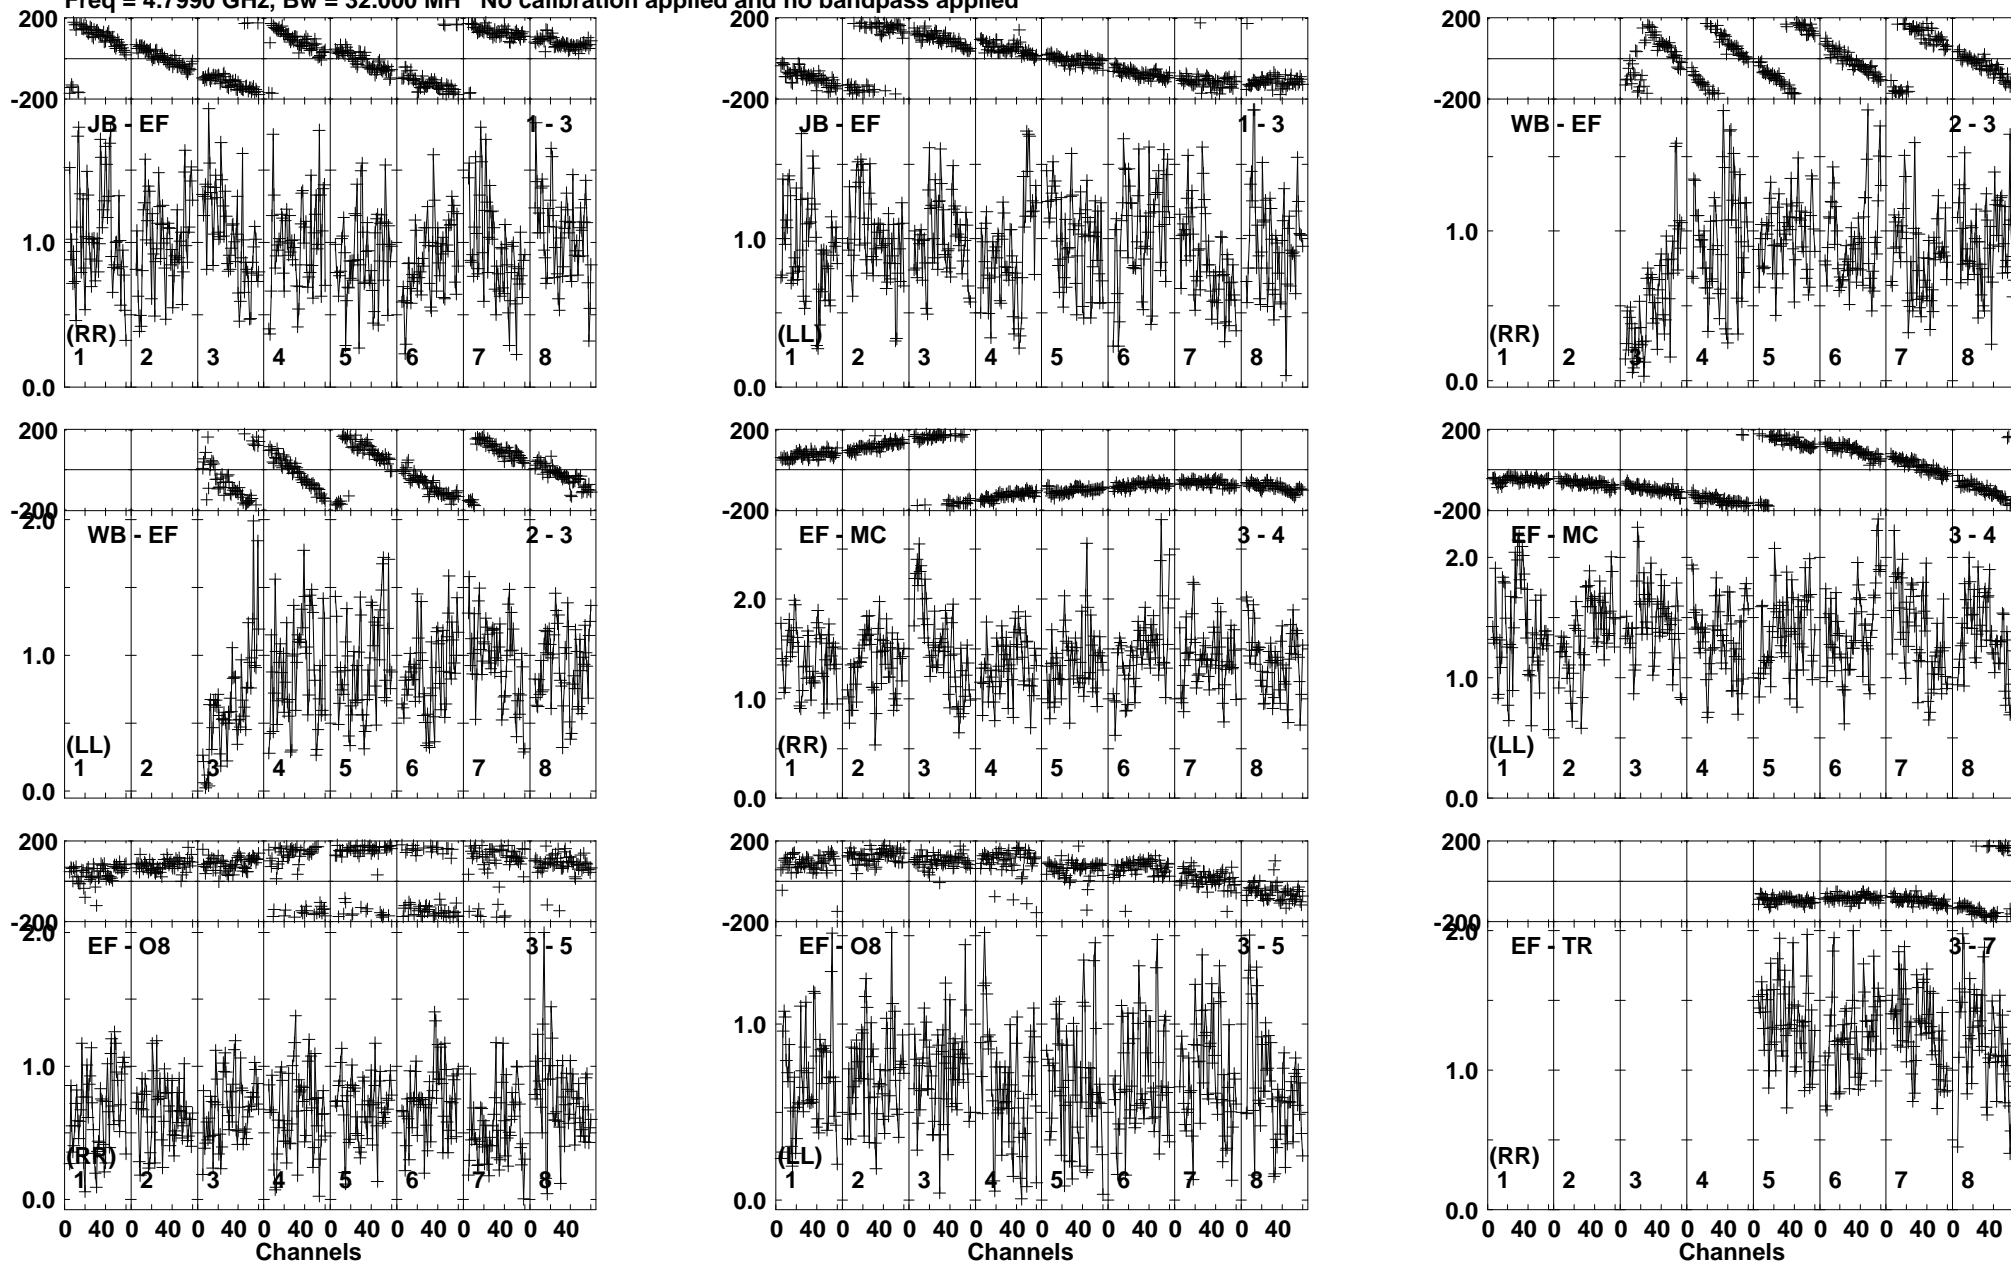 Freq = 4.7990 GHz, Bw = 32.000 MH No calibration applied and no bandpass applied
200 200 200
-200 -200 -200
JB - EF 1 - 3 JB - EF 1 - 3 WB - EF 2 - 3
1.0 1.0 1.0
(RR) (LL) (RR)
1 2 3 4 5 6 7 8 1 2 3 4 5 6 7 8 1 2 3 4 5 6 7 8
0.0 0.0 0.0
200 200 200
-200 -200 -200
2.0
WB - EF 2 - 3 EF - MC 3 - 4 EF - MC 3 - 4
2.0 2.0
1.0 1.0 1.0
(LL) (RR) (LL)
1 2 3 4 5 6 7 8 1 2 3 4 5 6 7 8 1 2 3 4 5 6 7 8
0.0 0.0 0.0
200 200 200
-200 -200 -200
2.0 2.0
EF - O8 3 - 5 EF - O8 3 - 5 EF - TR 3 - 7
1.0 1.0 1.0
(RR) (LL) (RR)
1 2 3 4 5 6 7 8 1 2 3 4 5 6 7 8 1 2 3 4 5 6 7 8
0.0 0.0 0.0
0 40 0 40 0 40 0 40 0 40 0 40 0 40 0 40 0 40 0 40 0 40 0 40 0 40 0 40 0 40 0 40 0 40 0 40 0 40 0 40 0 40 0 40 0 40 0 40
Channels Channels Channels